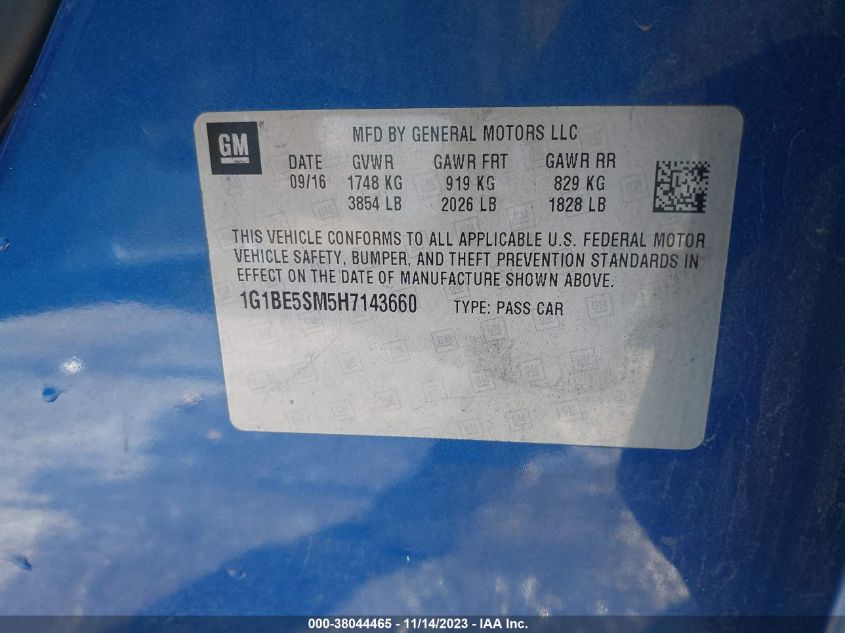 GM
MFD BY GENERAL MOTORS LLC
DATE GVWR GAWR FRT GAWR RR
09/16 1748 KG 919 KG 829 KG
3854 LB 2026 LB 1828 LB
THIS VEHICLE CONFORMS TO ALL APPLICABLE U.S. FEDERAL MOTOR
VEHICLE SAFETY, BUMPER, AND THEFT PREVENTION STANDARDS IN
EFFECT ON THE DATE OF MANUFACTURE SHOWN ABOVE.
1G1BE5SM5H7143660 TYPE: PASS CAR
000-38044465 - 11/14/2023 - IAA Inc.